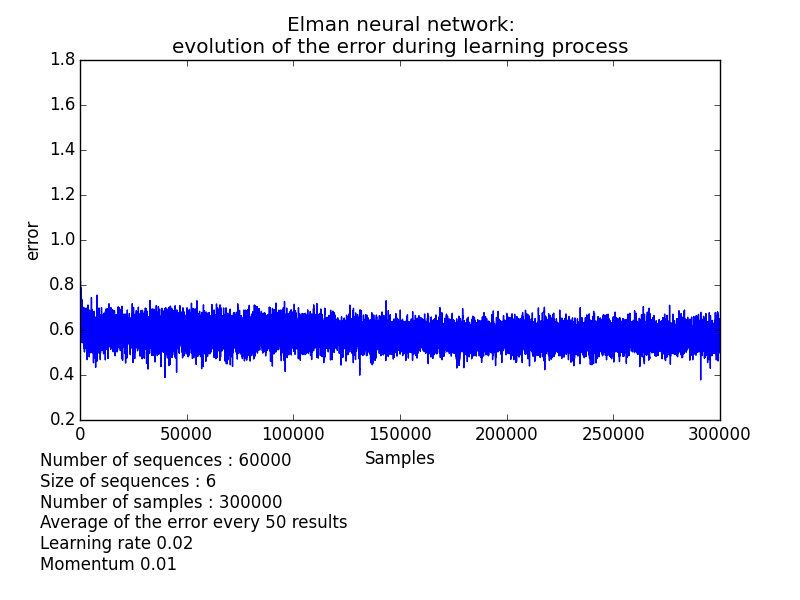 Elman neural network:
evolution of the error during learning process
1.8
1.6
1.4
1.2
1.0
0.8
0.6
0.4
0.2
error
0 50000 100000 150000 200000 250000 300000
Samples
Number of sequences : 60000
Size of sequences : 6
Number of samples : 300000
Average of the error every 50 results
Learning rate 0.02
Momentum 0.01